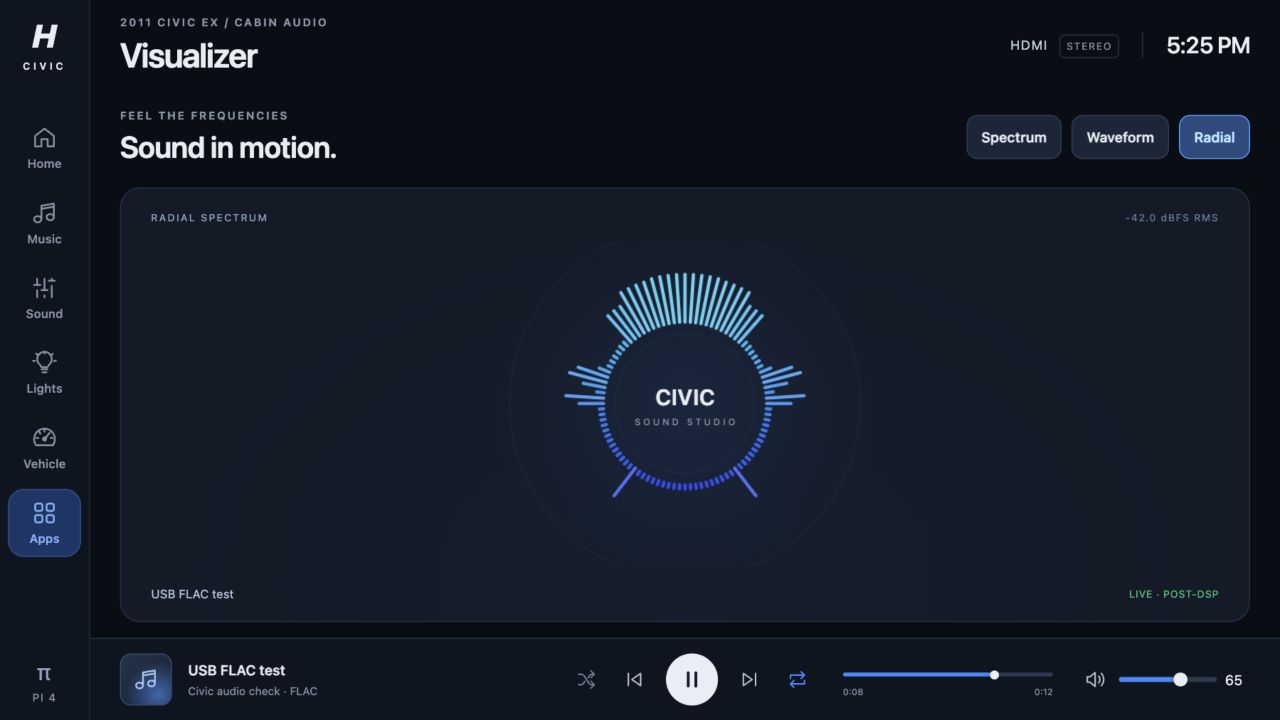 H
CIVIC
Home
Music
Sound
Lights
Vehicle
Apps
π
PI 4
2011 CIVIC EX / CABIN AUDIO
Visualizer
HDMI
STEREO
5:25 PM
FEEL THE FREQUENCIES
Sound in motion.
Spectrum
Waveform
Radial
RADIAL SPECTRUM
-42.0 dBFS RMS
CIVIC
SOUND STUDIO
USB FLAC test
LIVE · POST-DSP
USB FLAC test
Civic audio check · FLAC
0:08
0:12
65